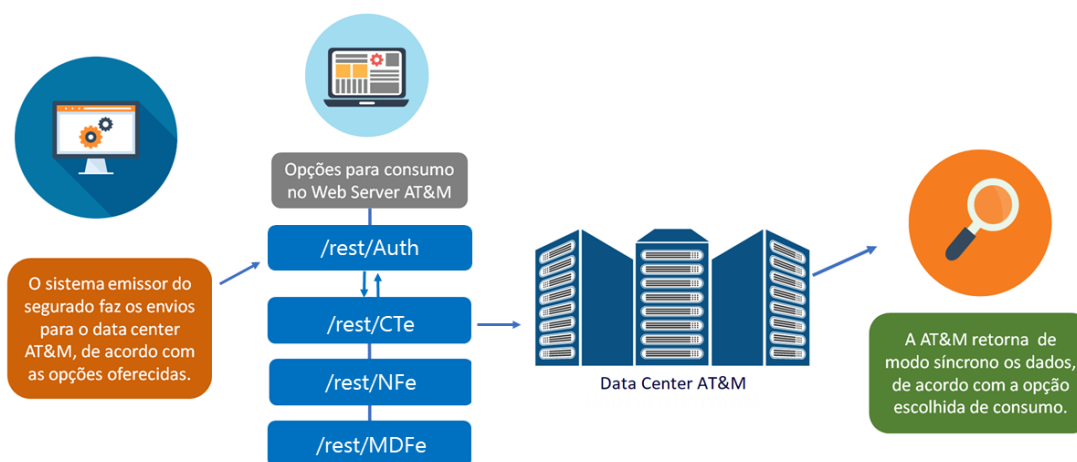 O sistema emissor do
segurado faz os envios
para o data center
AT&M, de acordo com
as opções oferecidas.
Opções para consumo
no Web Server AT&M
/rest/Auth
/rest/CTe
/rest/NFe
/rest/MDFe
Data Center AT&M
A AT&M retorna de
modo síncrono os dados,
de acordo com a opção
escolhida de consumo.